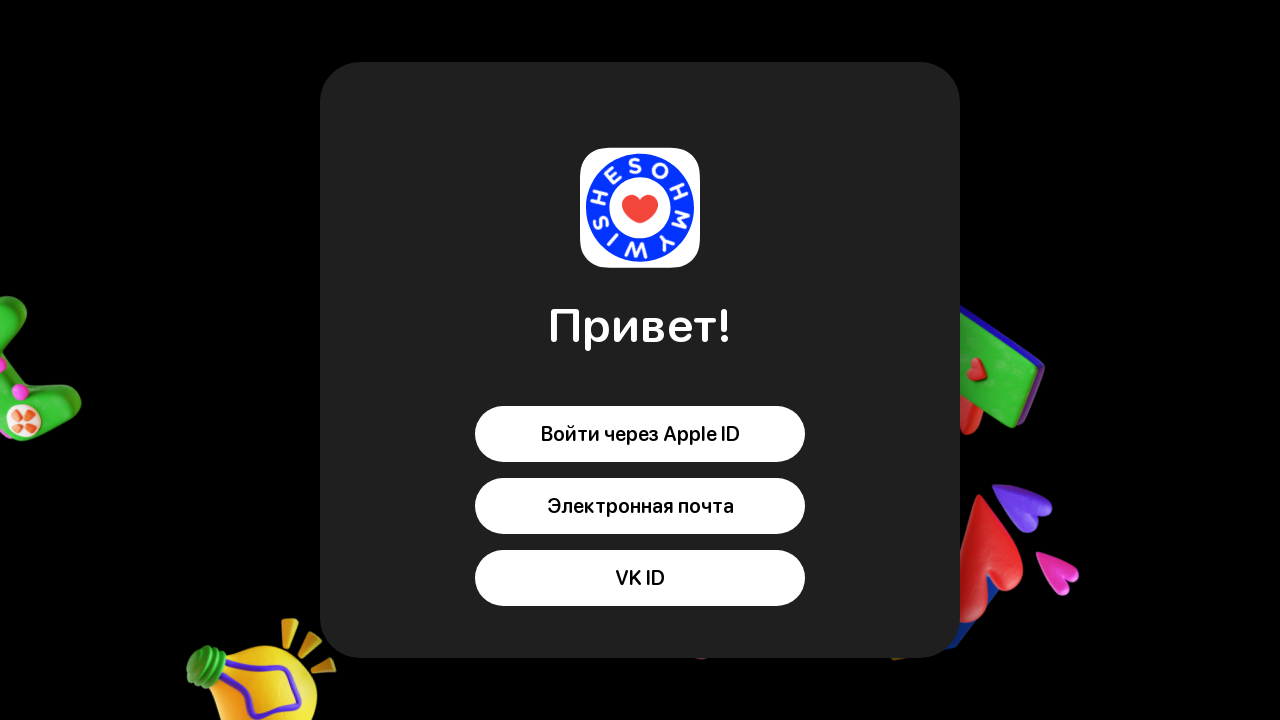 OHMYWISHES
Привет!
Войти через Apple ID
Электронная почта
VK ID